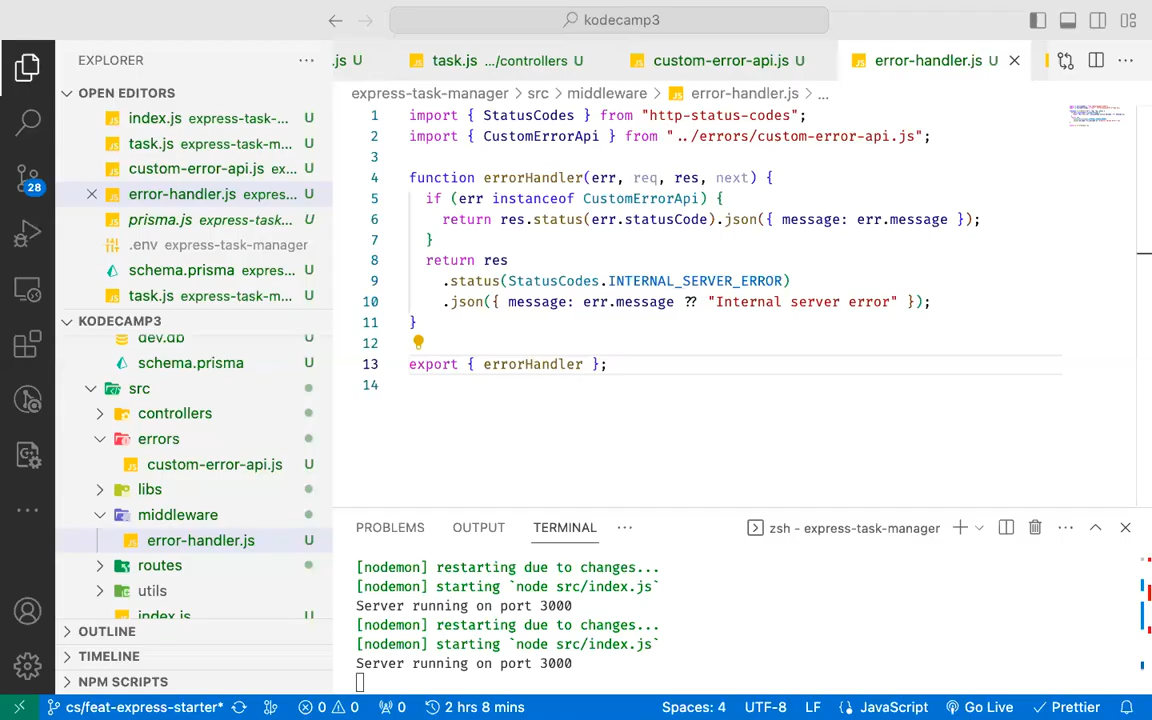 kodecamp3
EXPLORER
OPEN EDITORS
index.js express-task-... U
task.js express-task-m... U
custom-error-api.js ex... U
error-handler.js expres... U
prisma.js express-task... U
.env express-task-manager
schema.prisma expres... U
task.js express-task-m... U
KODECAMP3
dev.db U
schema.prisma U
src
controllers
errors
custom-error-api.js U
libs
middleware
error-handler.js U
routes
utils
index.js U
OUTLINE
TIMELINE
NPM SCRIPTS
28
.js U
task.js .../controllers U
custom-error-api.js U
error-handler.js U
express-task-manager > src > middleware > error-handler.js > ...
1 import { StatusCodes } from "http-status-codes";
2 import { CustomErrorApi } from "../errors/custom-error-api.js";
3
4 function errorHandler(err, req, res, next) {
5 if (err instanceof CustomErrorApi) {
6 return res.status(err.statusCode).json({ message: err.message });
7 }
8 return res
9 .status(StatusCodes.INTERNAL_SERVER_ERROR)
10 .json({ message: err.message ?? "Internal server error" });
11 }
12
13 export { errorHandler };
14
PROBLEMS OUTPUT TERMINAL ... zsh - express-task-manager
[nodemon] restarting due to changes...
[nodemon] starting `node src/index.js`
Server running on port 3000
[nodemon] restarting due to changes...
[nodemon] starting `node src/index.js`
Server running on port 3000
cs/feat-express-starter* 0 0 0 2 hrs 8 mins Spaces: 4 UTF-8 LF JavaScript Go Live Prettier